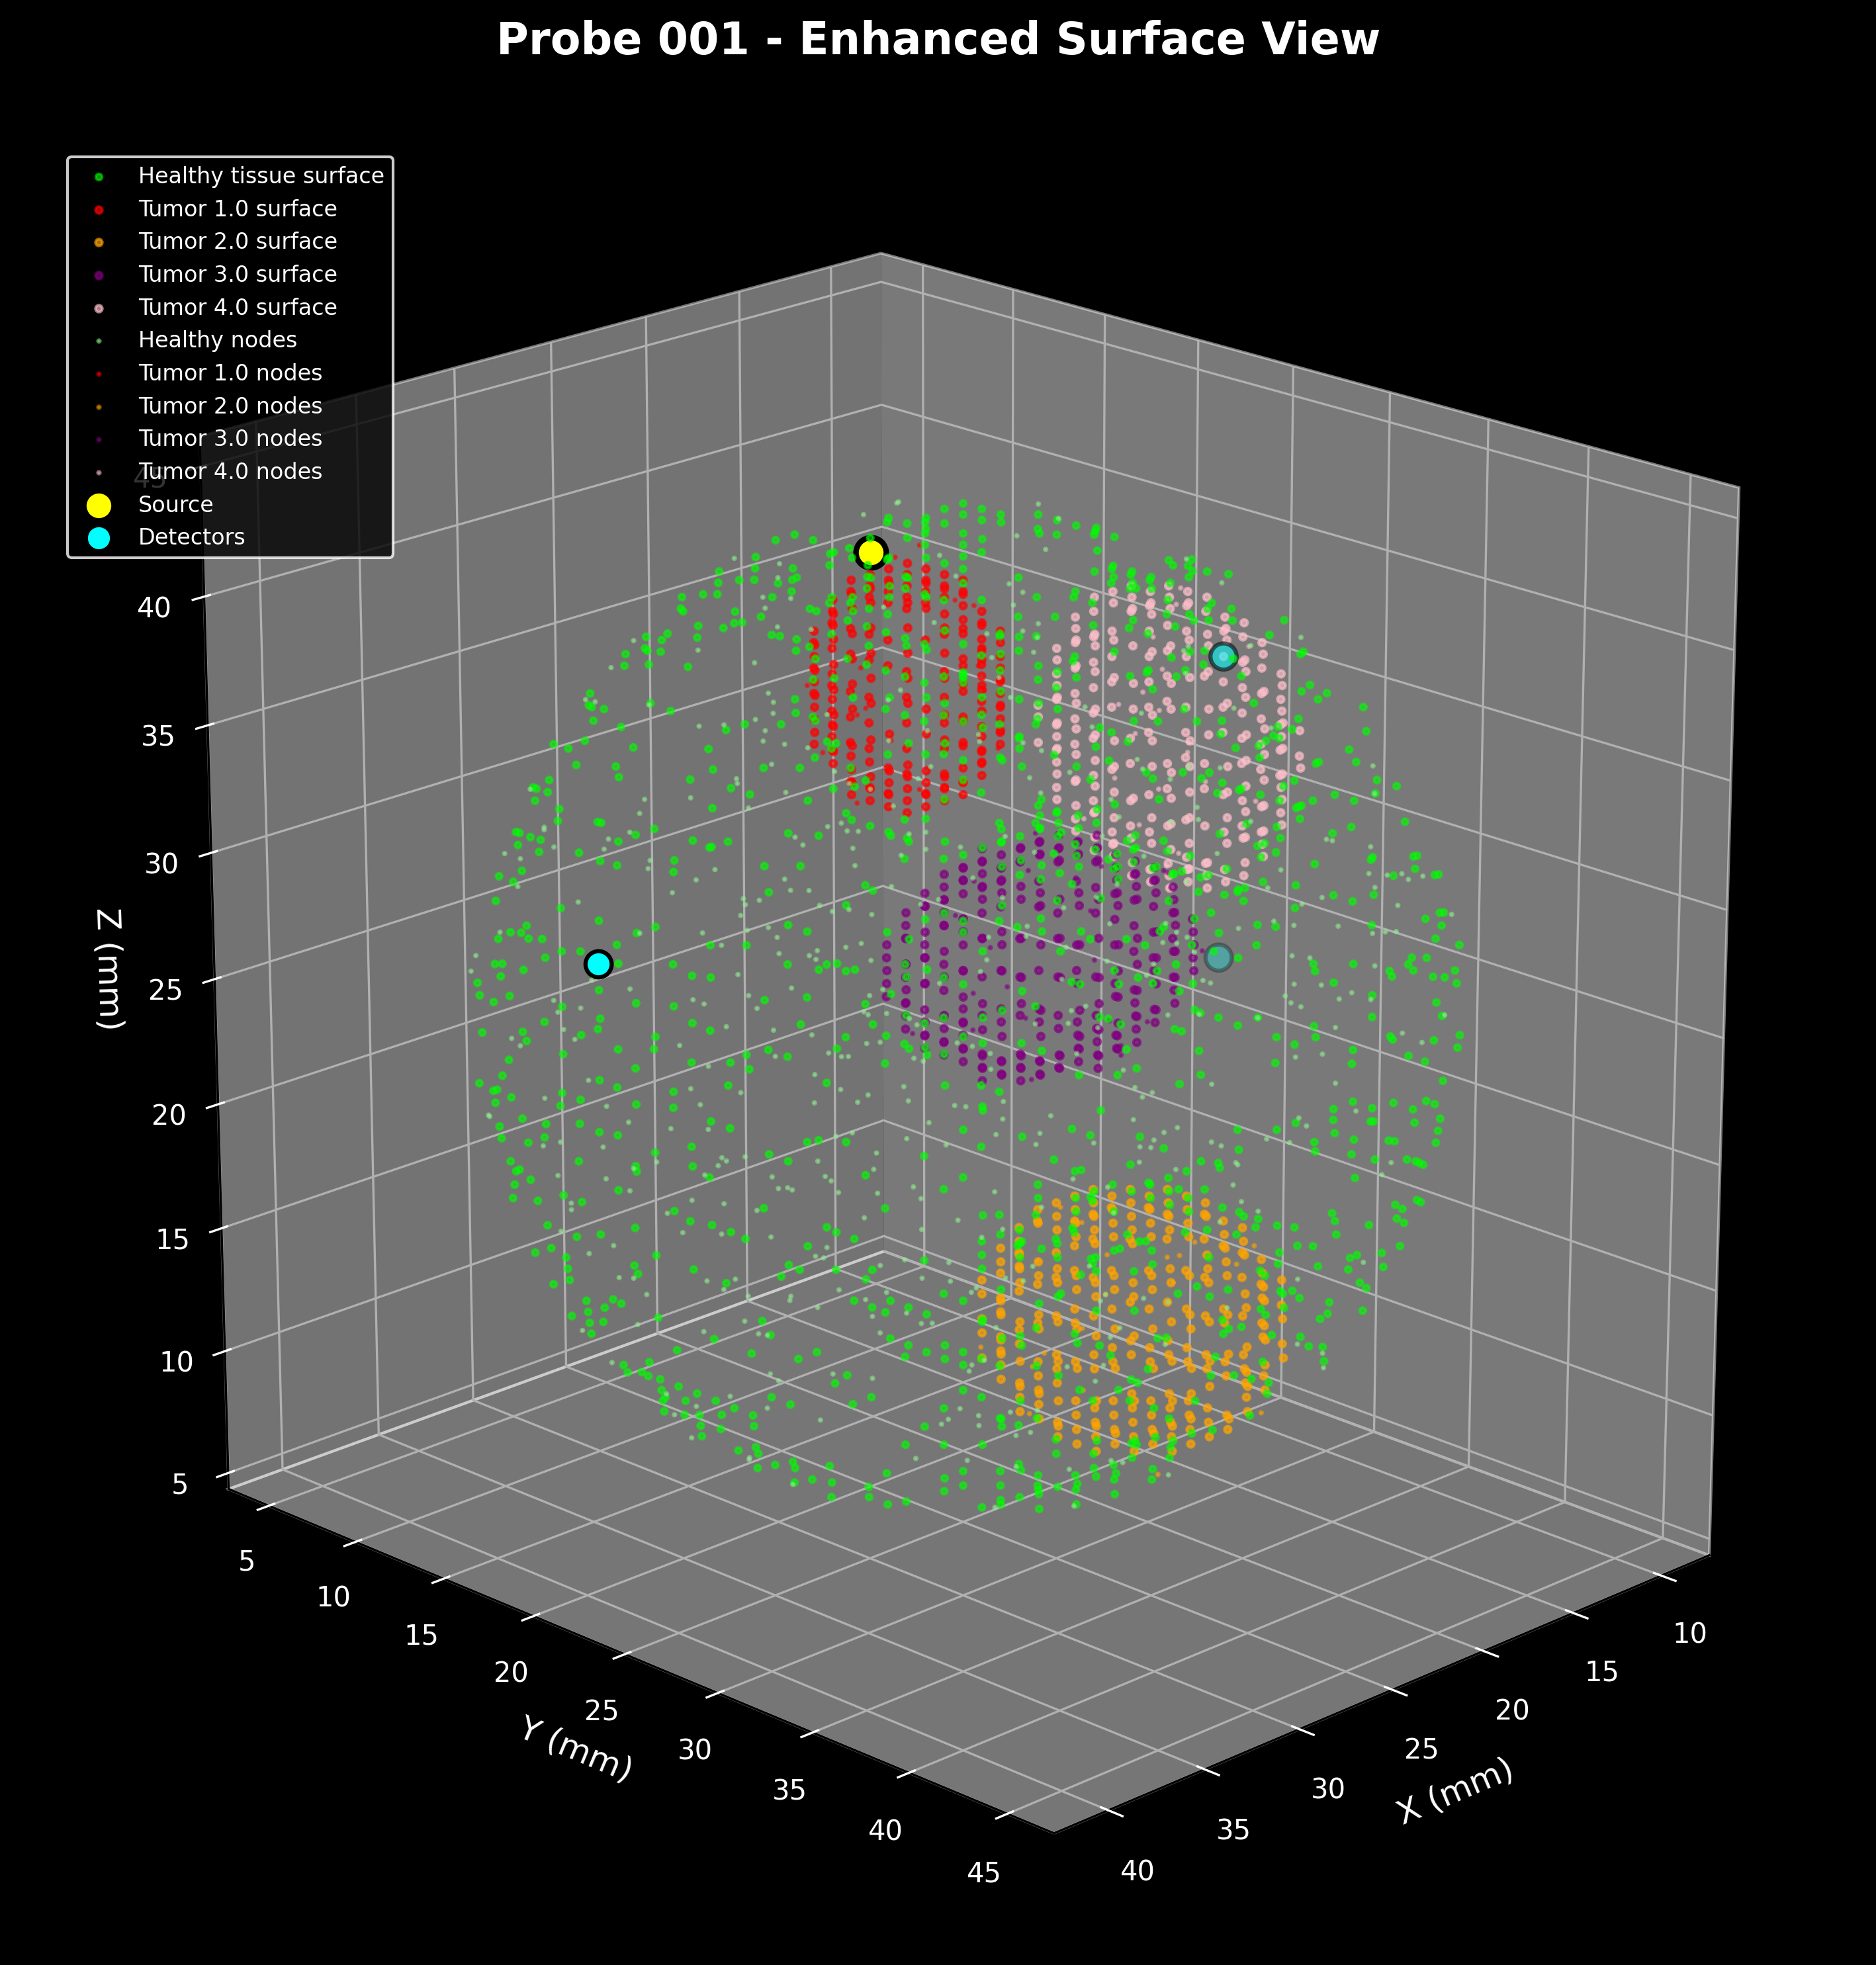 Probe 001 - Enhanced Surface View
Healthy tissue surface
Tumor 1.0 surface
Tumor 2.0 surface
Tumor 3.0 surface
Tumor 4.0 surface
Healthy nodes
Tumor 1.0 nodes
Tumor 2.0 nodes
Tumor 3.0 nodes
Tumor 4.0 nodes
Source
Detectors
45
40
35
30
25
20
15
10
5
Z (mm)
5
10
15
20
25
30
35
40
45
Y (mm)
10
15
20
25
30
35
40
X (mm)